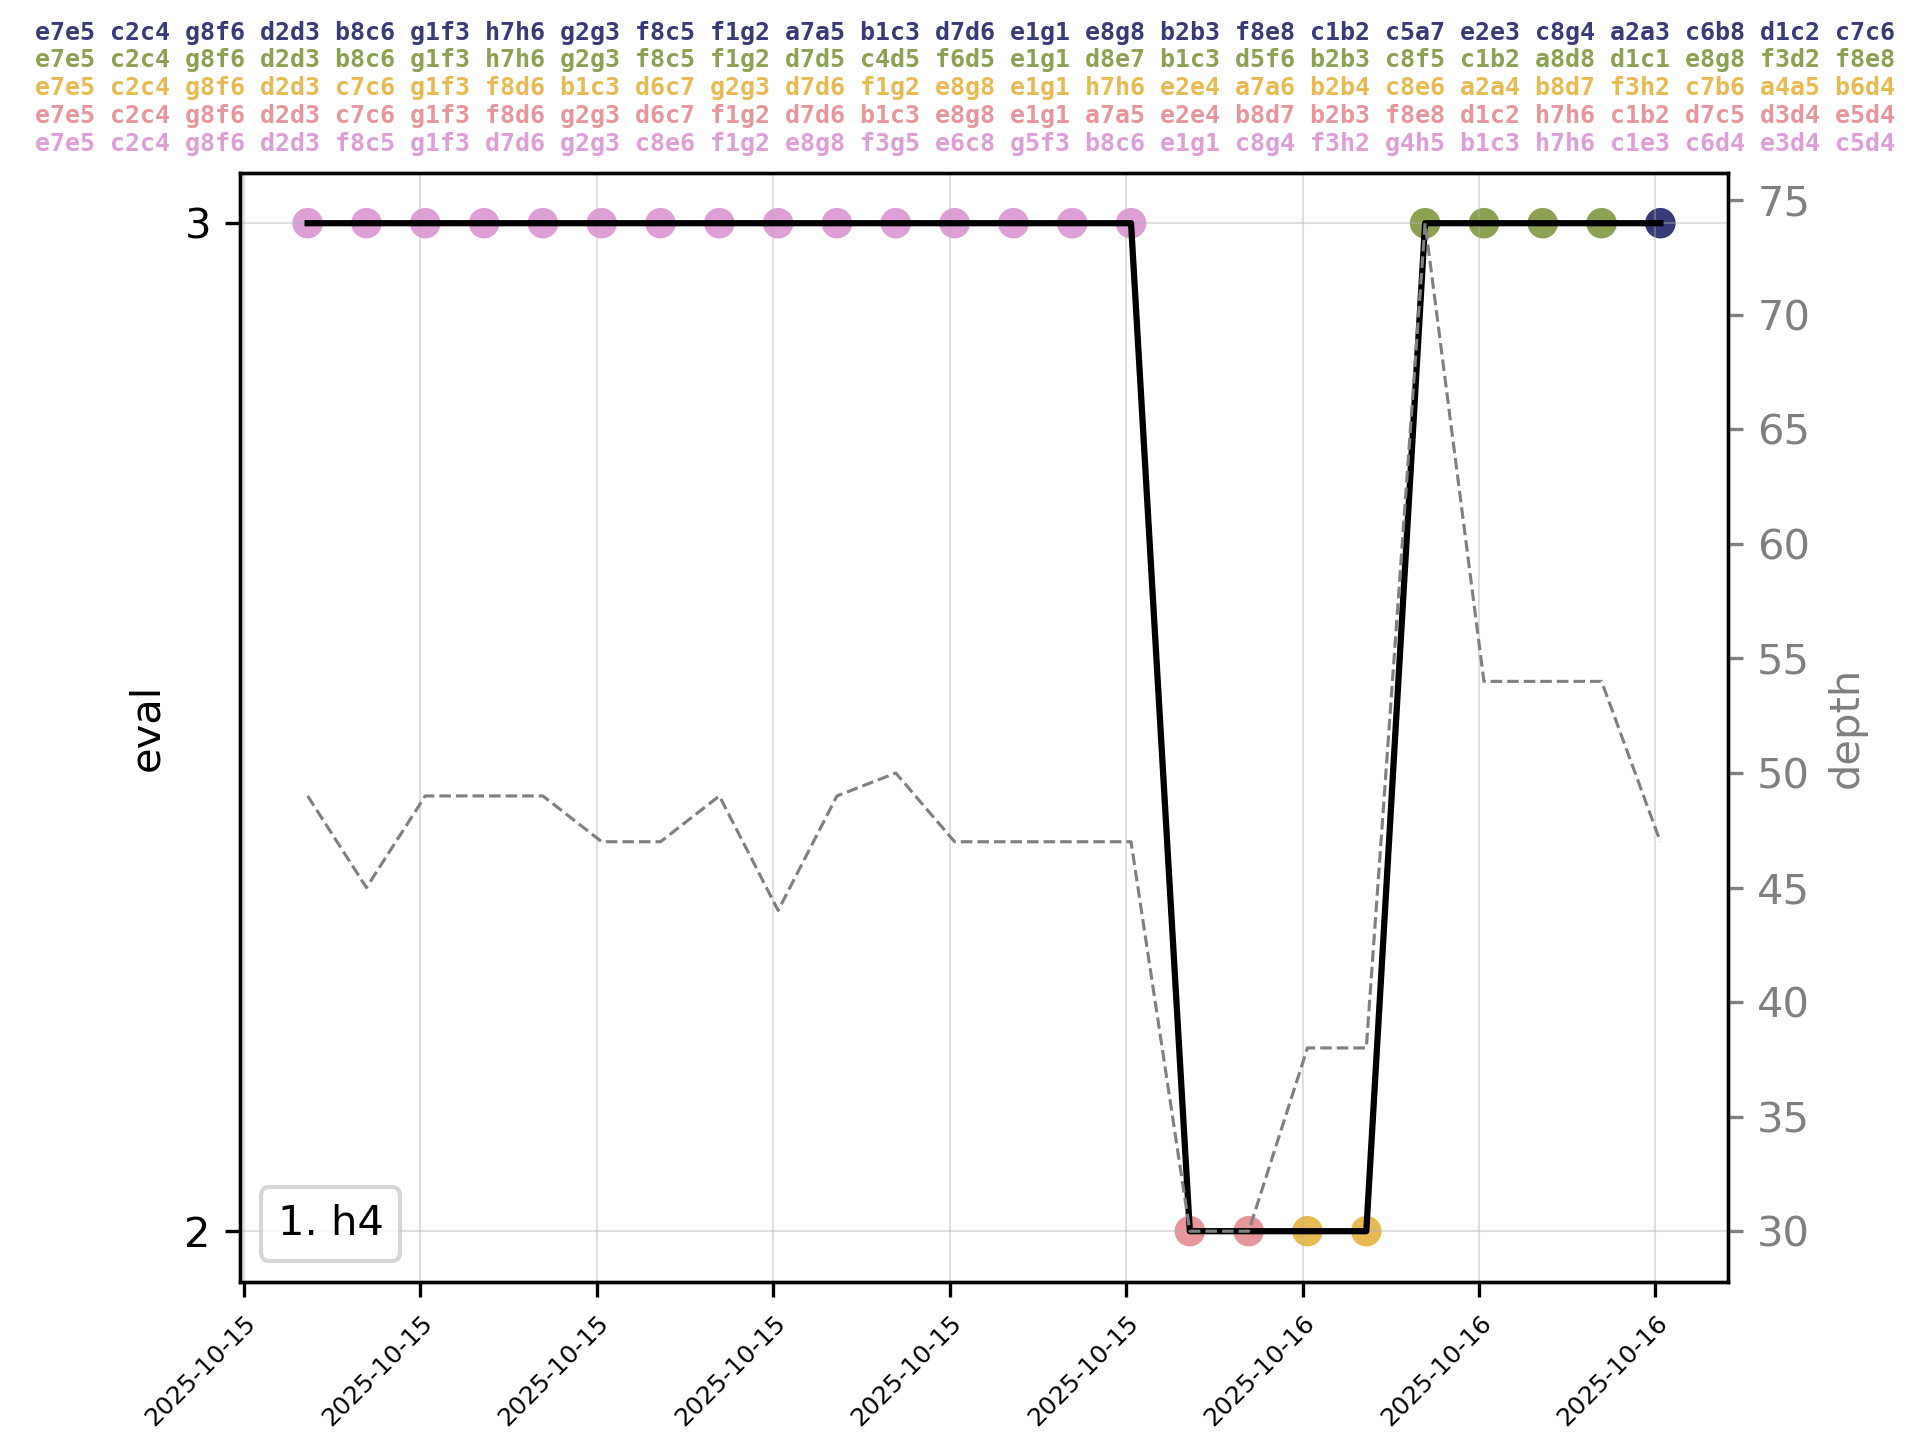 e7e5 c2c4 g8f6 d2d3 b8c6 g1f3 h7h6 g2g3 f8c5 f1g2 a7a5 b1c3 d7d6 e1g1 e8g8 b2b3 f8e8 c1b2 c5a7 e2e3 c8g4 a2a3 c6b8 d1c2 c7c6
e7e5 c2c4 g8f6 d2d3 b8c6 g1f3 h7h6 g2g3 f8c5 f1g2 d7d5 c4d5 f6d5 e1g1 d8e7 b1c3 d5f6 b2b3 c8f5 c1b2 a8d8 d1c1 e8g8 f3d2 f8e8
e7e5 c2c4 g8f6 d2d3 c7c6 g1f3 f8d6 b1c3 d6c7 g2g3 d7d6 f1g2 e8g8 e1g1 h7h6 e2e4 a7a6 b2b4 c8e6 a2a4 b8d7 f3h2 c7b6 a4a5 b6d4
e7e5 c2c4 g8f6 d2d3 c7c6 g1f3 f8d6 g2g3 d6c7 f1g2 d7d6 b1c3 e8g8 e1g1 a7a5 e2e4 b8d7 b2b3 f8e8 d1c2 h7h6 c1b2 d7c5 d3d4 e5d4
e7e5 c2c4 g8f6 d2d3 f8c5 g1f3 d7d6 g2g3 c8e6 f1g2 e8g8 f3g5 e6c8 g5f3 b8c6 e1g1 c8g4 f3h2 g4h5 b1c3 h7h6 c1e3 c6d4 e3d4 c5d4
3
2
eval
75
70
65
60
55
50
45
40
35
30
depth
1. h4
2025-10-15
2025-10-15
2025-10-15
2025-10-15
2025-10-15
2025-10-15
2025-10-16
2025-10-16
2025-10-16